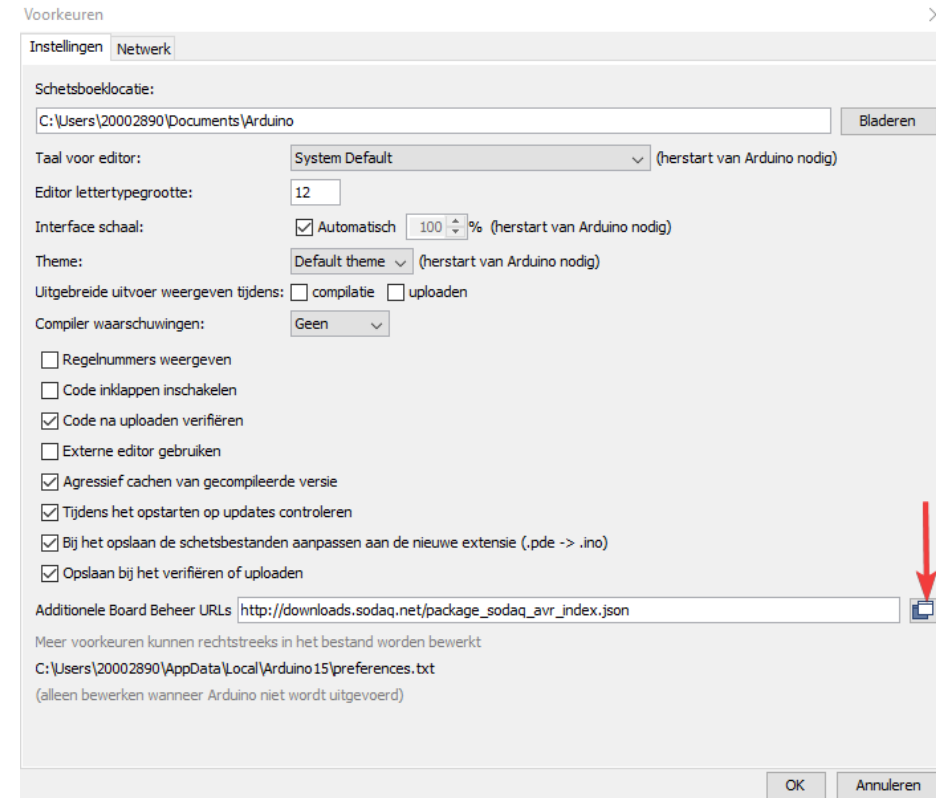 Voorkeuren
Instellingen Netwerk
Schetsboeklocatie:
C:\Users\20002890\Documents\Arduino Bladeren
Taal voor editor: System Default (herstart van Arduino nodig)
Editor lettertypegrootte: 12
Interface schaal: Automatisch 100 % (herstart van Arduino nodig)
Theme: Default theme (herstart van Arduino nodig)
Uitgebreide uitvoer weergeven tijdens: compilatie uploaden
Compiler waarschuwingen: Geen
Regelnummers weergeven
Code inklappen inschakelen
Code na uploaden verifiëren
Externe editor gebruiken
Agressief cachen van gecompileerde versie
Tijdens het opstarten op updates controleren
Bij het opslaan de schetsbestanden aanpassen aan de nieuwe extensie (.pde -> .ino)
Opslaan bij het verifiëren of uploaden
Additionele Board Beheer URLs http://downloads.sodaq.net/package_sodaq_avr_index.json
Meer voorkeuren kunnen rechtstreeks in het bestand worden bewerkt
C:\Users\20002890\AppData\Local\Arduino15\preferences.txt
(alleen bewerken wanneer Arduino niet wordt uitgevoerd)
OK Annuleren